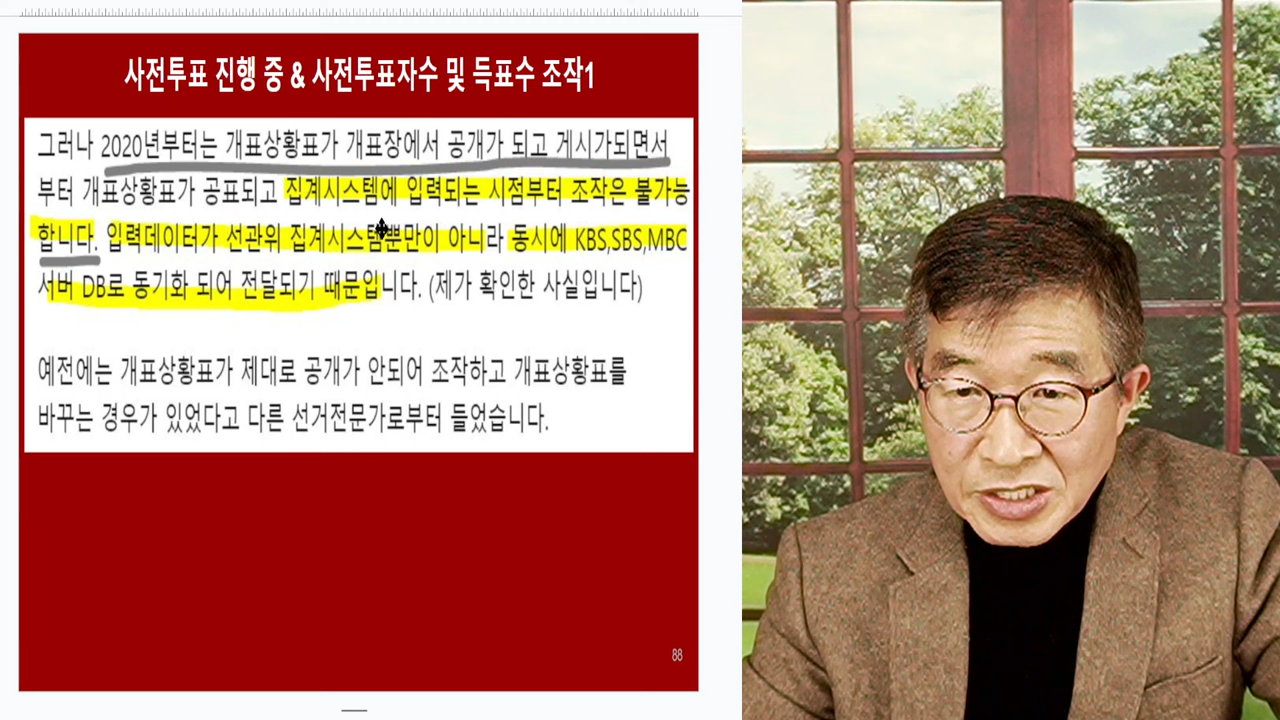 사전투표 진행 중 & 사전투표자수 및 득표수 조작1
그러나 2020년부터는 개표상황표가 개표장에서 공개가 되고 게시가되면서
부터 개표상황표가 공표되고 집계시스템에 입력되는 시점부터 조작은 불가능
합니다. 입력데이터가 선관위 집계시스템뿐만이 아니라 동시에 KBS,SBS,MBC
서버 DB로 동기화 되어 전달되기 때문입니다. (제가 확인한 사실입니다)
예전에는 개표상황표가 제대로 공개가 안되어 조작하고 개표상황표를
바꾸는 경우가 있었다고 다른 선거전문가로부터 들었습니다.
88